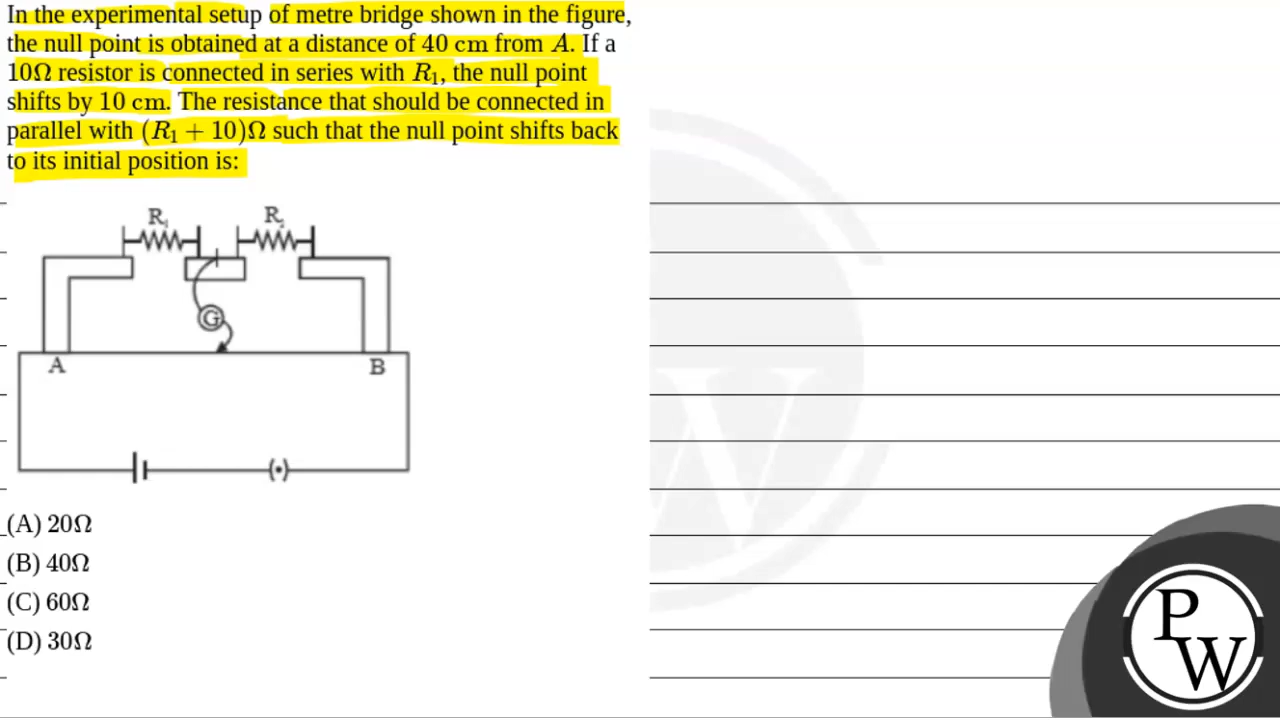 In the experimental setup of metre bridge shown in the figure,
the null point is obtained at a distance of 40 cm from A. If a
10Ω resistor is connected in series with R₁, the null point
shifts by 10 cm. The resistance that should be connected in
parallel with (R₁ + 10)Ω such that the null point shifts back
to its initial position is:
R₁ R₂
G
A B
(A) 20Ω
(B) 40Ω
(C) 60Ω
(D) 30Ω
P
W